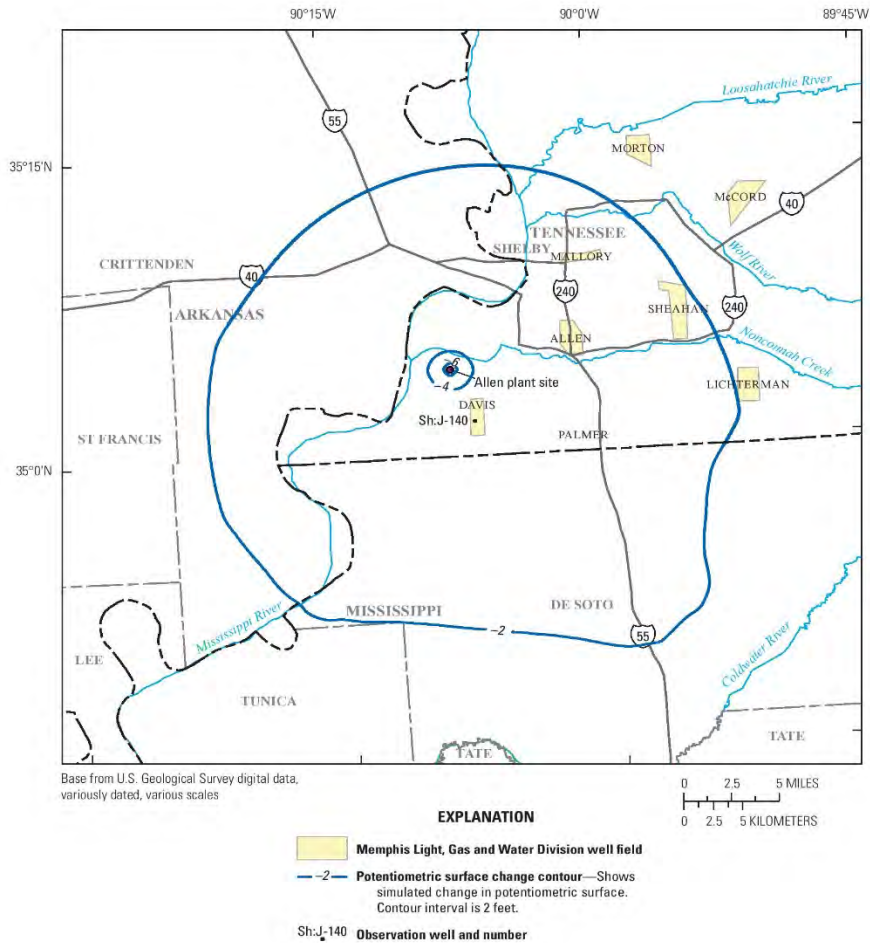 90°15'W
90°0'W
89°45'W
Loosahatchie River
55
MORTON
35°15'N
McCORD
40
TENNESSEE
SHELBY
MALLORY
Wolf River
CRITTENDEN
40
240
SHEAHAN
240
ARKANSAS
ALLEN
Nonconnah Creek
−6
Allen plant site
−4
LICHTERMAN
DAVIS
Sh:J-140
ST FRANCIS
PALMER
35°0'N
MISSISSIPPI
DE SOTO
Mississippi River
−2
55
LEE
Coldwater River
TUNICA
TATE
TATE
Base from U.S. Geological Survey digital data,
variously dated, various scales
0 2.5 5 MILES
0 2.5 5 KILOMETERS
EXPLANATION
Memphis Light, Gas and Water Division well field
−2 Potentiometric surface change contour—Shows
simulated change in potentiometric surface.
Contour interval is 2 feet.
Sh:J-140 Observation well and number